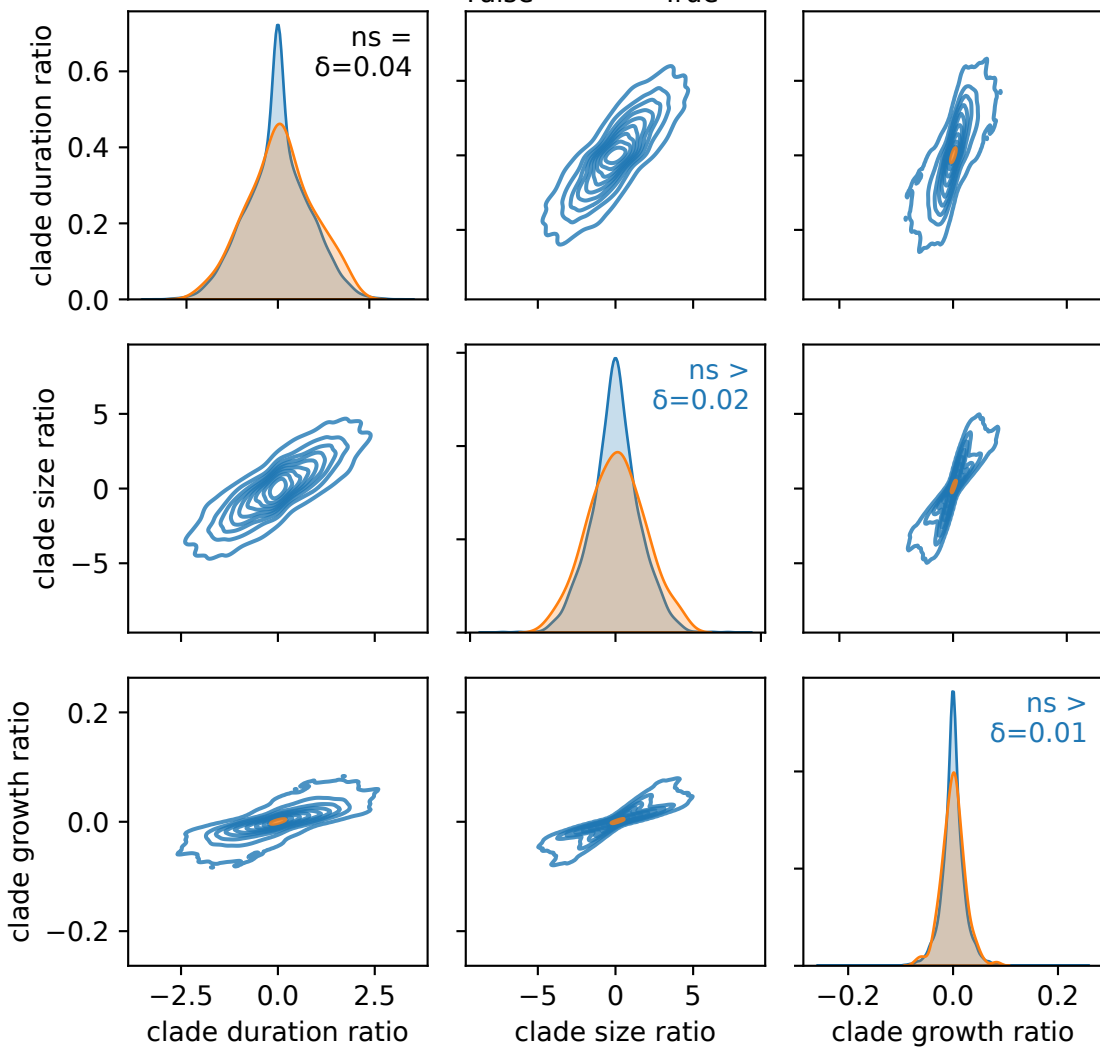 clade duration ratio
0.6
0.4
0.2
0.0
ns =
δ=0.04
clade size ratio
5
0
−5
ns >
δ=0.02
clade growth ratio
0.2
0.0
−0.2
ns >
δ=0.01
−2.5 0.0 2.5
−5 0 5
−0.2 0.0 0.2
clade duration ratio
clade size ratio
clade growth ratio